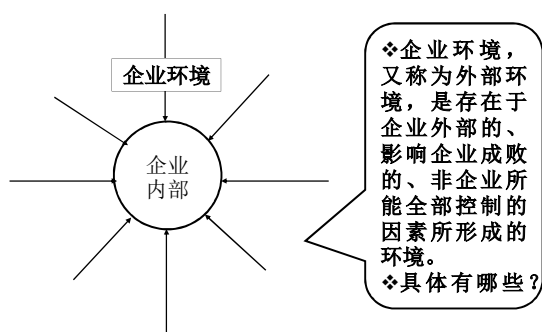 企业环境
企业
内部
❖企业环境，
又称为外部环
境，是存在于
企业外部的、
影响企业成败
的、非企业所
能全部控制的
因素所形成的
环境。
❖具体有哪些？